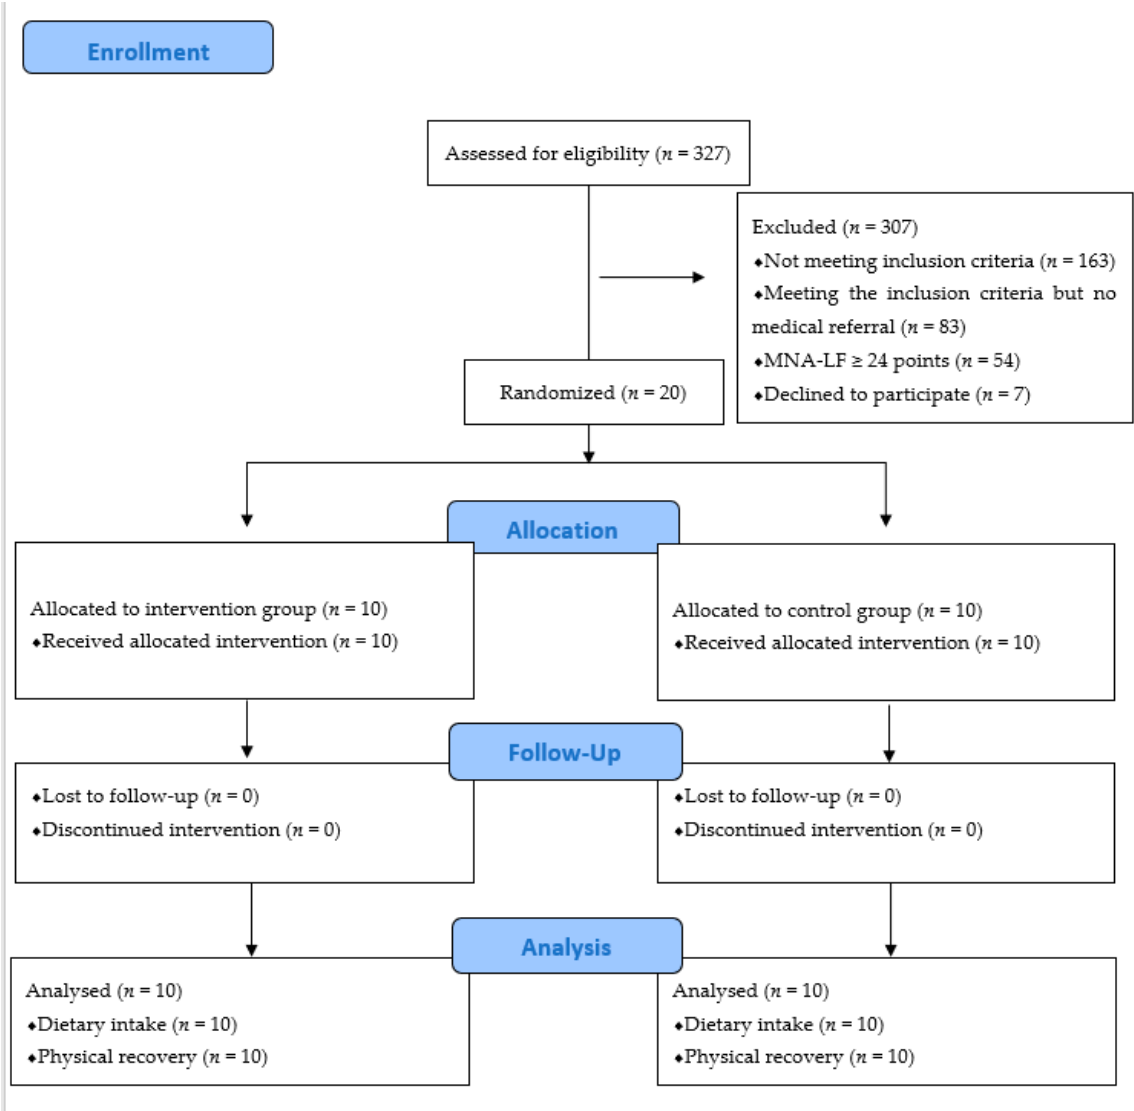 Enrollment
Assessed for eligibility (n = 327)
Excluded (n = 307)
⬥Not meeting inclusion criteria (n = 163)
⬥Meeting the inclusion criteria but no
medical referral (n = 83)
⬥MNA-LF ≥ 24 points (n = 54)
⬥Declined to participate (n = 7)
Randomized (n = 20)
Allocation
Allocated to intervention group (n = 10)
⬥Received allocated intervention (n = 10)
Allocated to control group (n = 10)
⬥Received allocated intervention (n = 10)
Follow-Up
⬥Lost to follow-up (n = 0)
⬥Discontinued intervention (n = 0)
⬥Lost to follow-up (n = 0)
⬥Discontinued intervention (n = 0)
Analysis
Analysed (n = 10)
⬥Dietary intake (n = 10)
⬥Physical recovery (n = 10)
Analysed (n = 10)
⬥Dietary intake (n = 10)
⬥Physical recovery (n = 10)